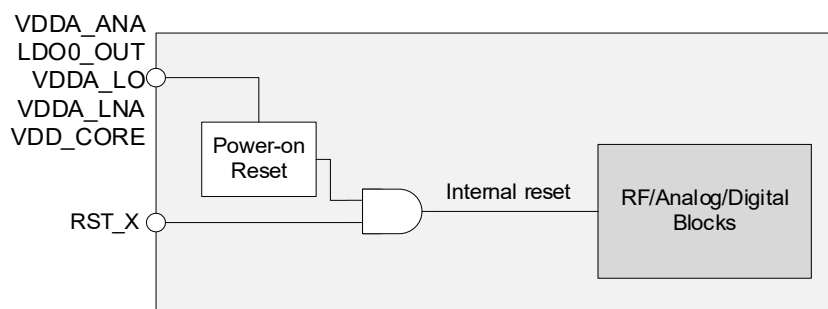 VDDA_ANA
LDO0_OUT
VDDA_LO
VDDA_LNA
VDD_CORE
Power-on
Reset
RST_X
Internal reset
RF/Analog/Digital
Blocks